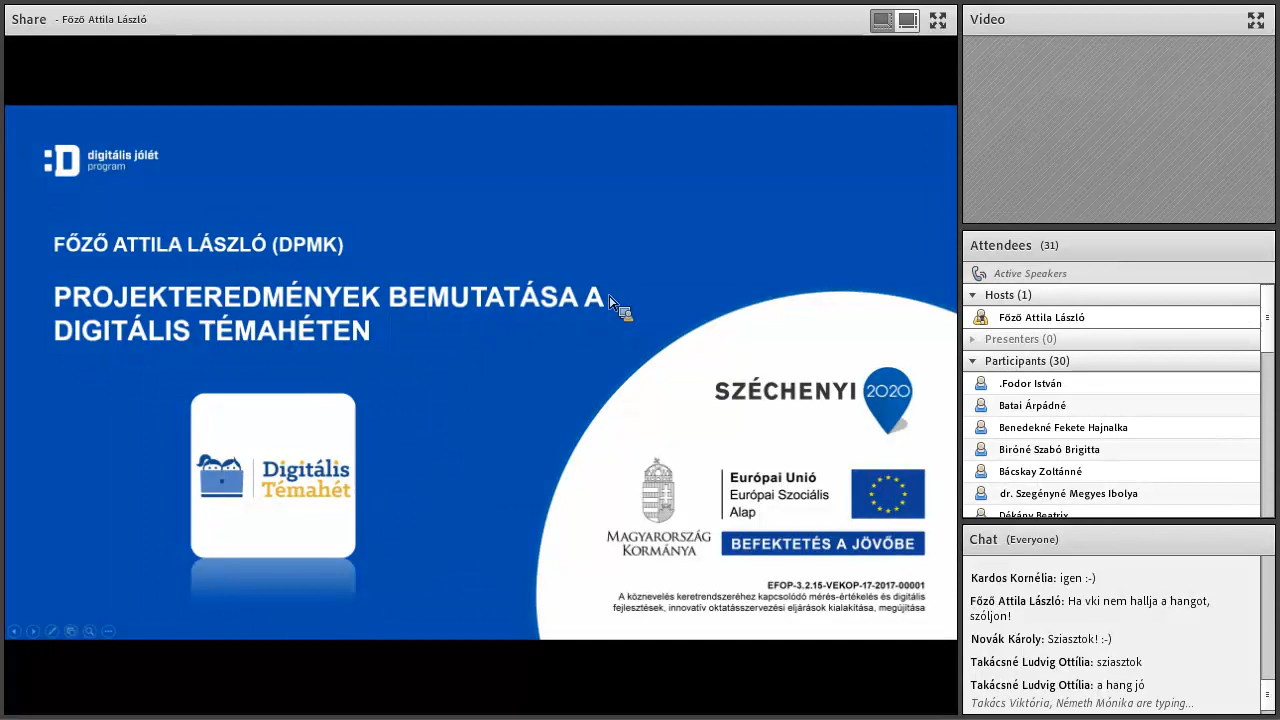 Share - Főző Attila László
digitális jólét
program
FŐZŐ ATTILA LÁSZLÓ (DPMK)
PROJEKTEREDMÉNYEK BEMUTATÁSA A
DIGITÁLIS TÉMAHÉTEN
Digitális
Témahét
SZÉCHENYI 2020
MAGYARORSZÁG
KORMÁNYA
Európai Unió
Európai Szociális
Alap
BEFEKTETÉS A JÖVŐBE
EFOP-3.2.15-VEKOP-17-2017-00001
A köznevelés keretrendszeréhez kapcsolódó mérés-értékelés és digitális
fejlesztések, innovatív oktatásszervezési eljárások kialakítása, megújítása
Video
Attendees (31)
Active Speakers
Hosts (1)
Főző Attila László
Presenters (0)
Participants (30)
.Fodor István
Batai Árpádné
Benedekné Fekete Hajnalka
Bíróné Szabó Brigitta
Bácskay Zoltánné
dr. Szegényné Megyes Ibolya
Dékány Beatrix
Chat (Everyone)
Kardos Kornélia: igen :-)
Főző Attila László: Ha vki nem hallja a hangot,
szóljon!
Novák Károly: Sziasztok! :-)
Takácsné Ludvig Ottília: sziasztok
Takácsné Ludvig Ottília: a hang jó
Takács Viktória, Németh Mónika are typing...